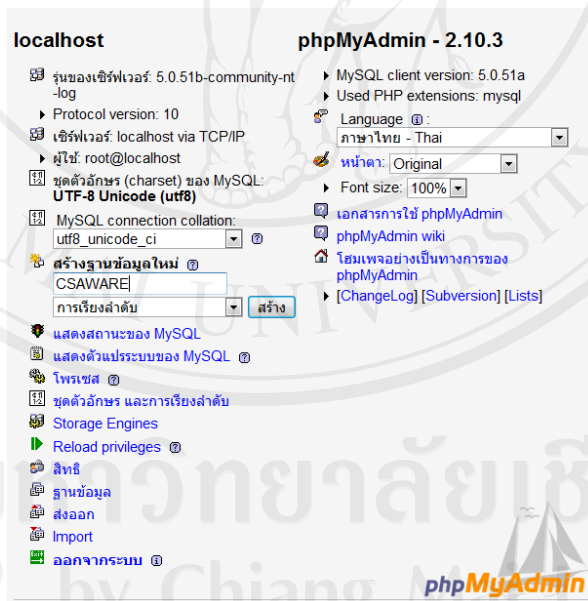 localhost
รุ่นของเซิร์ฟเวอร์: 5.0.51b-community-nt
-log
Protocol version: 10
เซิร์ฟเวอร์: localhost via TCP/IP
ผู้ใช้: root@localhost
ชุดตัวอักษร (charset) ของ MySQL:
UTF-8 Unicode (utf8)
MySQL connection collation:
utf8_unicode_ci
สร้างฐานข้อมูลใหม่
CSAWARE
การเรียงลำดับ สร้าง
แสดงสถานะของ MySQL
แสดงตัวแปรระบบของ MySQL
โพรเซส
ชุดตัวอักษร และการเรียงลำดับ
Storage Engines
Reload privileges
สิทธิ
ฐานข้อมูล
ส่งออก
Import
ออกจากระบบ
phpMyAdmin - 2.10.3
MySQL client version: 5.0.51a
Used PHP extensions: mysql
Language :
ภาษาไทย - Thai
หน้าตา: Original
Font size: 100%
เอกสารการใช้ phpMyAdmin
phpMyAdmin wiki
โฮมเพจอย่างเป็นทางการของ
phpMyAdmin
[ChangeLog] [Subversion] [Lists]
phpMyAdmin
by Chiang M